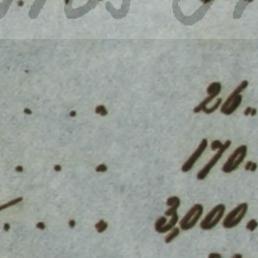 . . . 26..
. . . 170..
. . . . 3,000..